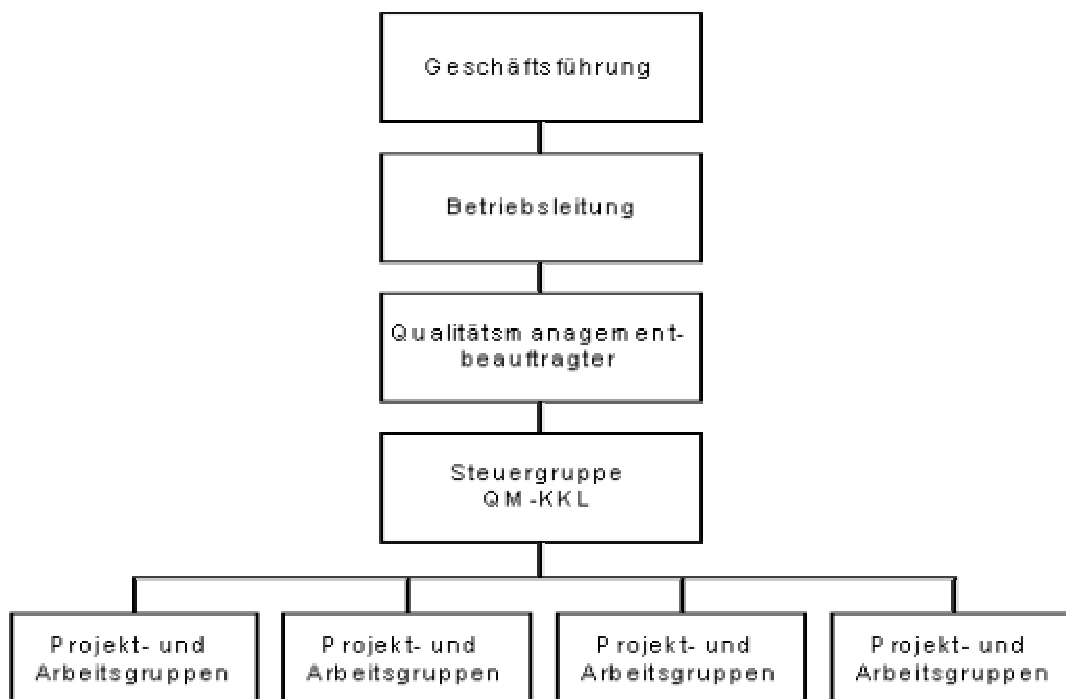 Geschäftsführung
Betriebsleitung
Qualitätsmanagement-
beauftragter
Steuergruppe
QM-KKL
Projekt- und
Arbeitsgruppen
Projekt- und
Arbeitsgruppen
Projekt- und
Arbeitsgruppen
Projekt- und
Arbeitsgruppen